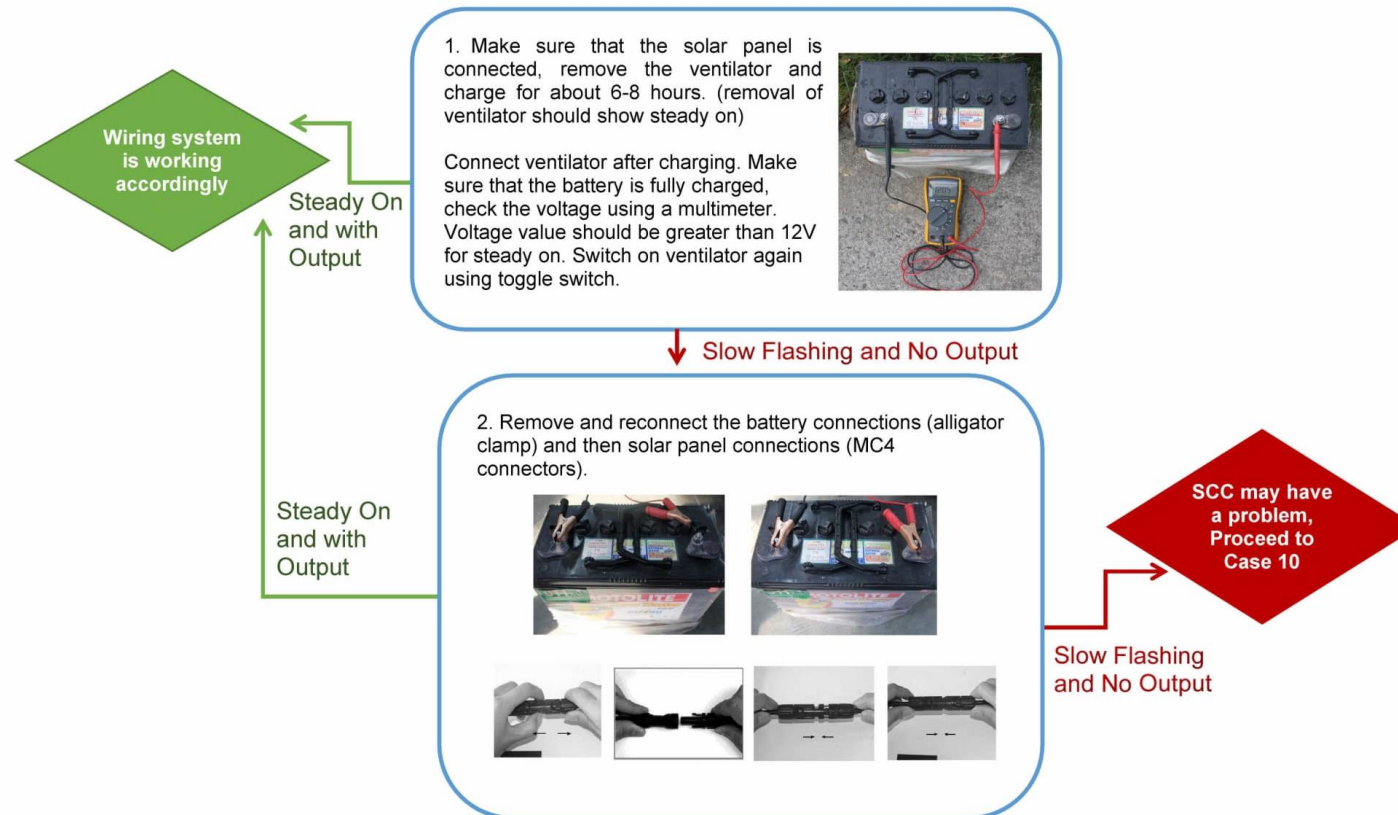 1. Make sure that the solar panel is
connected, remove the ventilator and
charge for about 6-8 hours. (removal of
ventilator should show steady on)
Connect ventilator after charging. Make
sure that the battery is fully charged,
check the voltage using a multimeter.
Voltage value should be greater than 12V
for steady on. Switch on ventilator again
using toggle switch.
Wiring system
is working
accordingly
Steady On
and with
Output
Slow Flashing and No Output
2. Remove and reconnect the battery connections (alligator
clamp) and then solar panel connections (MC4
connectors).
Steady On
and with
Output
SCC may have
a problem,
Proceed to
Case 10
Slow Flashing
and No Output